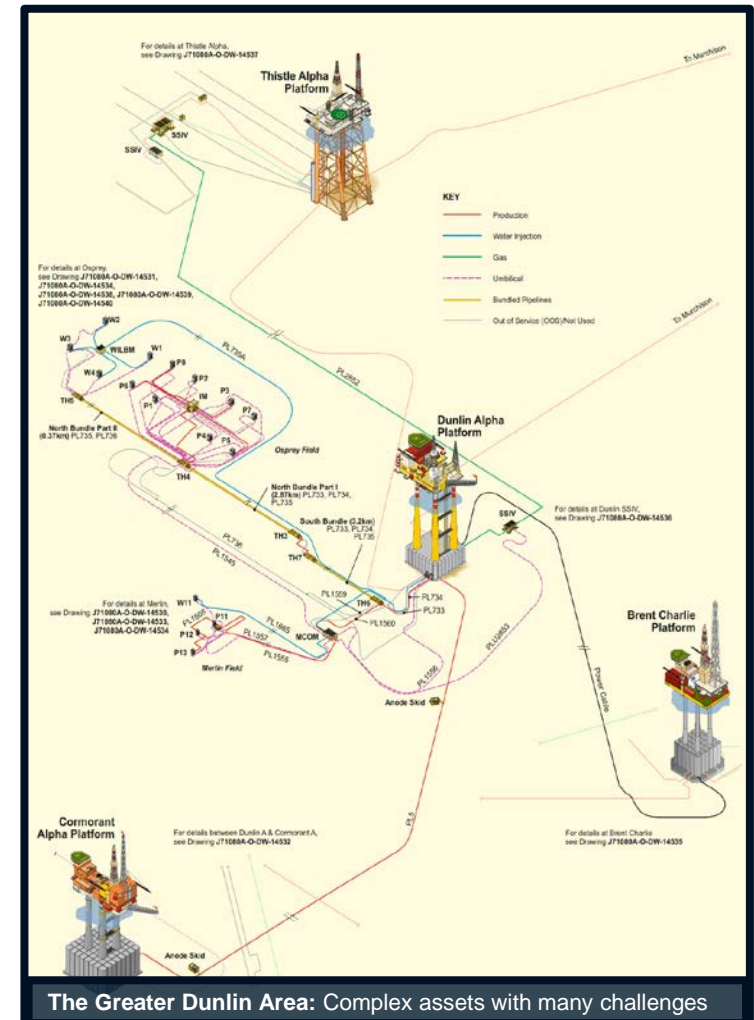 For details at Thistle Alpha,
see Drawing J71080A-O-DW-14537
Thistle Alpha
Platform
To Murchison
SSIV
SSIV
KEY
Production
Water Injection
Gas
Umbilical
Bundled Pipelines
Out of Service (OOS)/Not Used
For details at Osprey,
see Drawing J71080A-O-DW-14531,
J71080A-O-DW-14534,
J71080A-O-DW-14538, J71080A-O-DW-14539,
J71080A-O-DW-14540
To Murchison
W2
W3
WILBM
W1
W4
PL735A
P8
P6
P2
P1
IM
P3
P7
P4
P5
TH5
PL2852
North Bundle Part II
(0.37km) PL735, PL736
Osprey Field
TH4
Dunlin Alpha
Platform
North Bundle Part I
(2.87km) PL733, PL734,
PL735
SSIV
For details at Dunlin SSIV,
see Drawing J71080A-O-DW-14536
PL736
PL1545
South Bundle (3.2km)
PL733, PL734,
PL735
TH3
TH7
For details at Merlin,
see Drawing J71080A-O-DW-14530,
J71080A-O-DW-14533,
J71080A-O-DW-14534
W11
P11
P12
P13
Merlin Field
PL1555
PL1559
PL1560
TH6
PL734
PL733
MCOM
PL1556
PLU2853
Brent Charlie
Platform
Power Cable
Anode Skid
PL5
Cormorant
Alpha Platform
For details between Dunlin A & Cormorant A,
see Drawing J71080A-O-DW-14532
For details at Brent Charlie
see Drawing J71080A-O-DW-14535
Anode Skid
The Greater Dunlin Area: Complex assets with many challenges